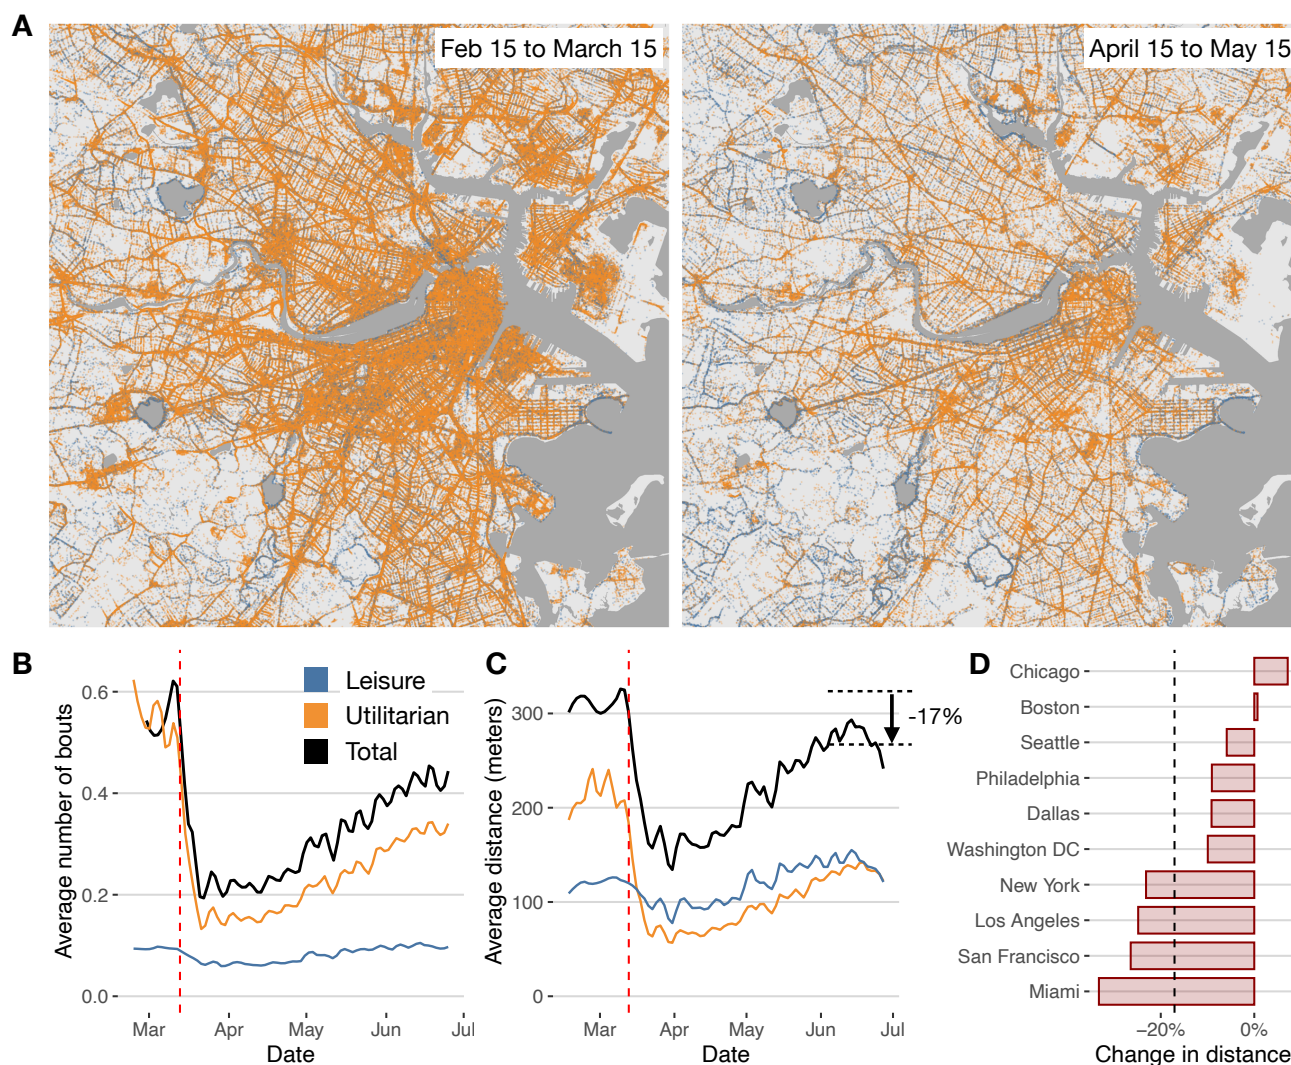 A
Feb 15 to March 15
April 15 to May 15
B
Average number of bouts
0.6
0.4
0.2
0.0
Mar Apr May Jun Jul
Date
Leisure
Utilitarian
Total
C
Average distance (meters)
300
200
100
0
Mar Apr May Jun Jul
Date
-17%
D
Chicago
Boston
Seattle
Philadelphia
Dallas
Washington DC
New York
Los Angeles
San Francisco
Miami
−20% 0%
Change in distance